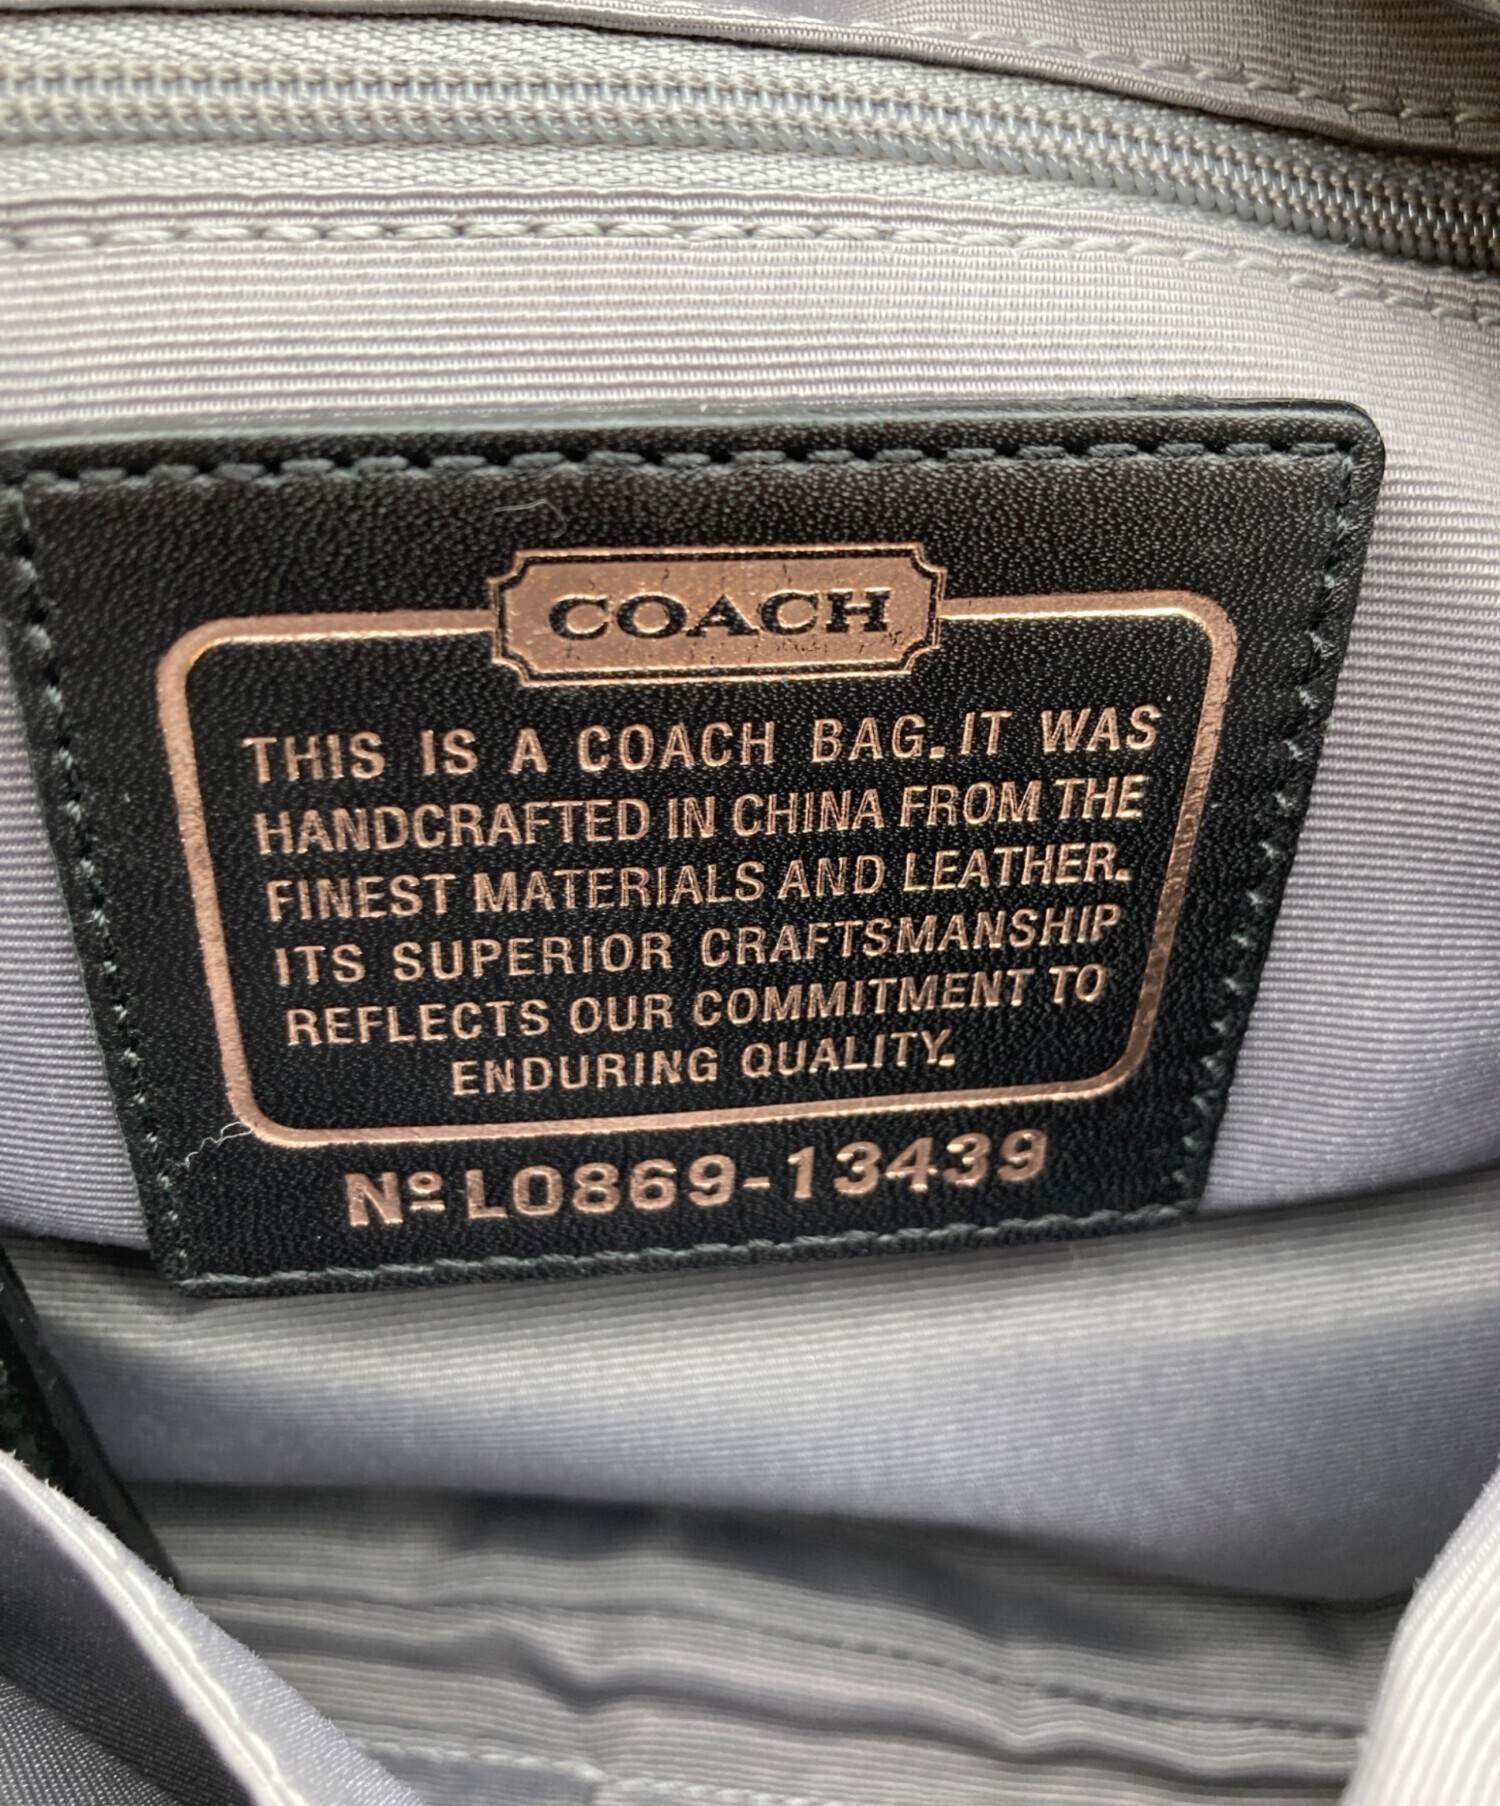 COACH
THIS IS A COACH BAG. IT WAS
HANDCRAFTED IN CHINA FROM THE
FINEST MATERIALS AND LEATHER.
ITS SUPERIOR CRAFTSMANSHIP
REFLECTS OUR COMMITMENT TO
ENDURING QUALITY.
Nº L0869-13439